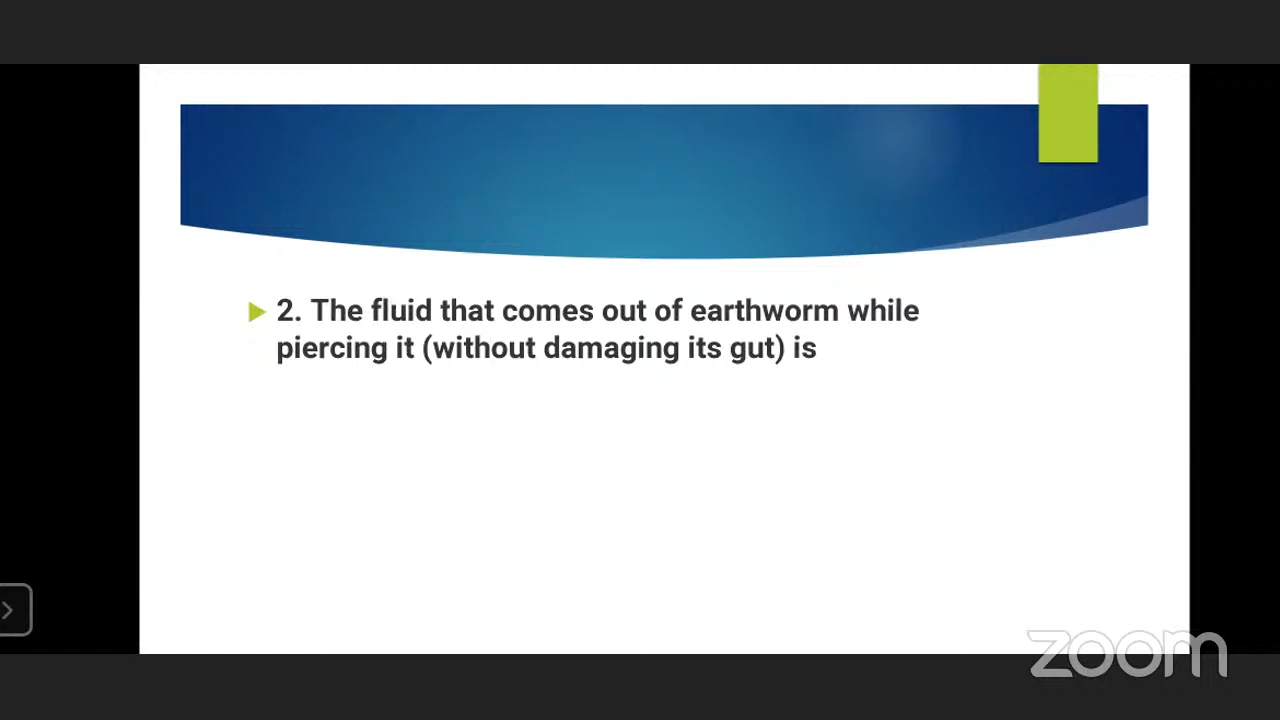 2. The fluid that comes out of earthworm while
piercing it (without damaging its gut) is
zoom